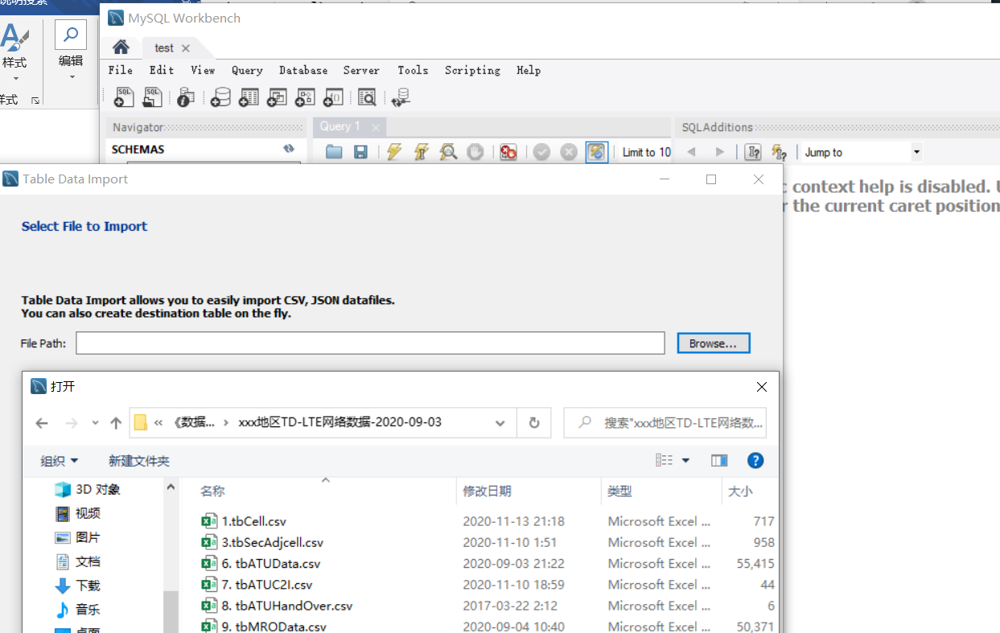 说明搜索
MySQL Workbench
test
样式
编辑
样式
File Edit View Query Database Server Tools Scripting Help
Navigator
SCHEMAS
Query 1
Limit to 10
SQLAdditions
Jump to
context help is disabled.
the current caret position
Table Data Import
Select File to Import
Table Data Import allows you to easily import CSV, JSON datafiles.
You can also create destination table on the fly.
File Path:
Browse...
打开
« 《数据... › xxx地区TD-LTE网络数据-2020-09-03
搜索"xxx地区TD-LTE网络数...
组织 新建文件夹
3D 对象
视频
图片
文档
下载
音乐
桌面
名称 修改日期 类型 大小
1.tbCell.csv 2020-11-13 21:18 Microsoft Excel ... 717
3.tbSecAdjcell.csv 2020-11-10 1:51 Microsoft Excel ... 958
6. tbATUData.csv 2020-09-03 21:22 Microsoft Excel ... 55,415
7. tbATUC2I.csv 2020-11-10 18:59 Microsoft Excel ... 44
8. tbATUHandOver.csv 2017-03-22 2:12 Microsoft Excel ... 6
9. tbMROData.csv 2020-09-04 10:40 Microsoft Excel ... 50,371